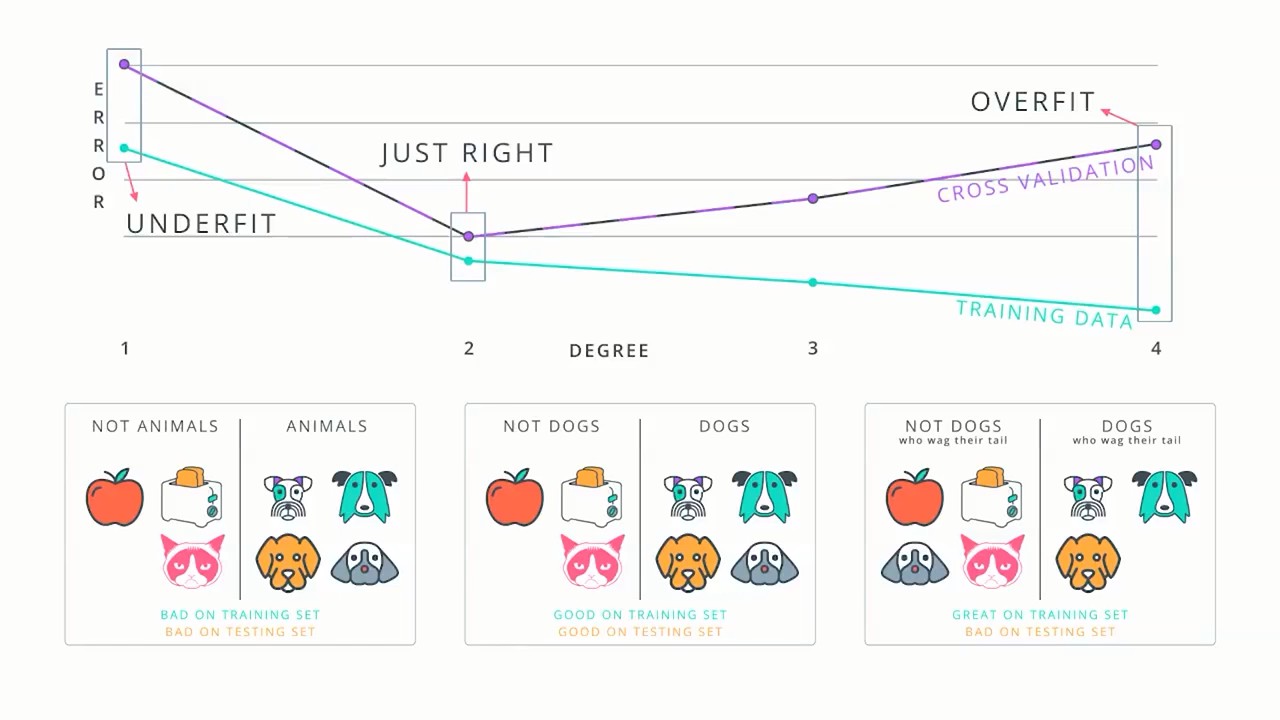 ERROR
OVERFIT
JUST RIGHT
CROSS VALIDATION
UNDERFIT
TRAINING DATA
1
2
DEGREE
3
4
NOT ANIMALS
ANIMALS
BAD ON TRAINING SET
BAD ON TESTING SET
NOT DOGS
DOGS
GOOD ON TRAINING SET
GOOD ON TESTING SET
NOT DOGS
who wag their tail
DOGS
who wag their tail
GREAT ON TRAINING SET
BAD ON TESTING SET